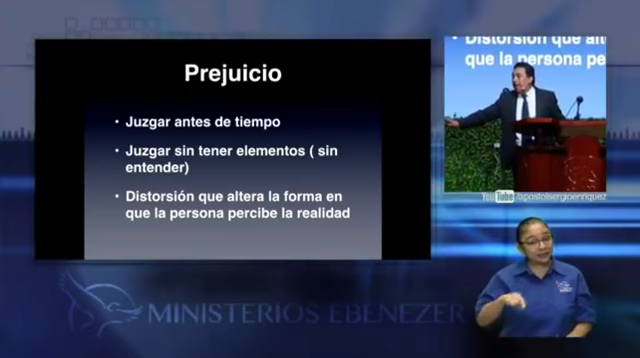 Prejuicio
• Juzgar antes de tiempo
• Juzgar sin tener elementos ( sin
entender)
• Distorsión que altera la forma en
que la persona percibe la realidad
• Distorsión que alt
que la persona pe
YouTube
MINISTERIOS EBENEZER